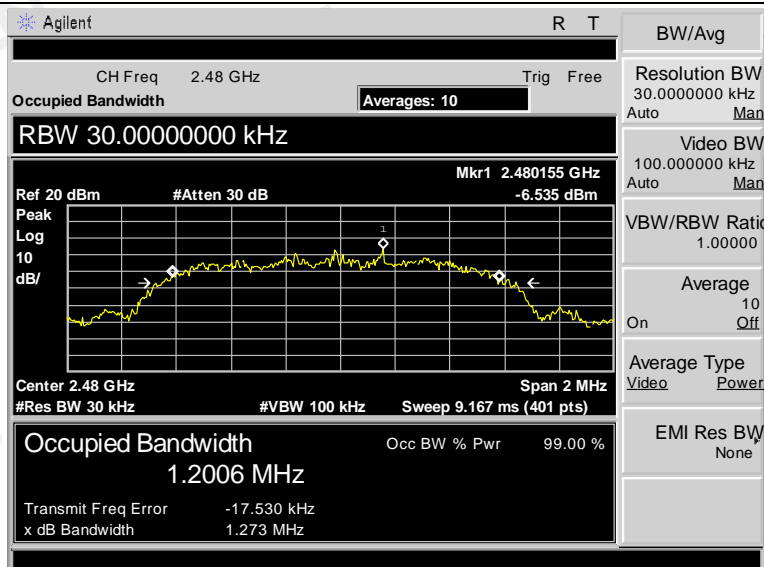 Agilent R T
CH Freq 2.48 GHz Trig Free
Occupied Bandwidth Averages: 10
RBW 30.00000000 kHz
Mkr1 2.480155 GHz
Ref 20 dBm #Atten 30 dB -6.535 dBm
Peak
Log
10
dB/
1
Center 2.48 GHz Span 2 MHz
#Res BW 30 kHz #VBW 100 kHz Sweep 9.167 ms (401 pts)
Occupied Bandwidth Occ BW % Pwr 99.00 %
1.2006 MHz
Transmit Freq Error -17.530 kHz
x dB Bandwidth 1.273 MHz
BW/Avg
Resolution BW
30.0000000 kHz
Auto Man
Video BW
100.000000 kHz
Auto Man
VBW/RBW Ratio
1.00000
Average
10
On Off
Average Type
Video Power
EMI Res BW
None